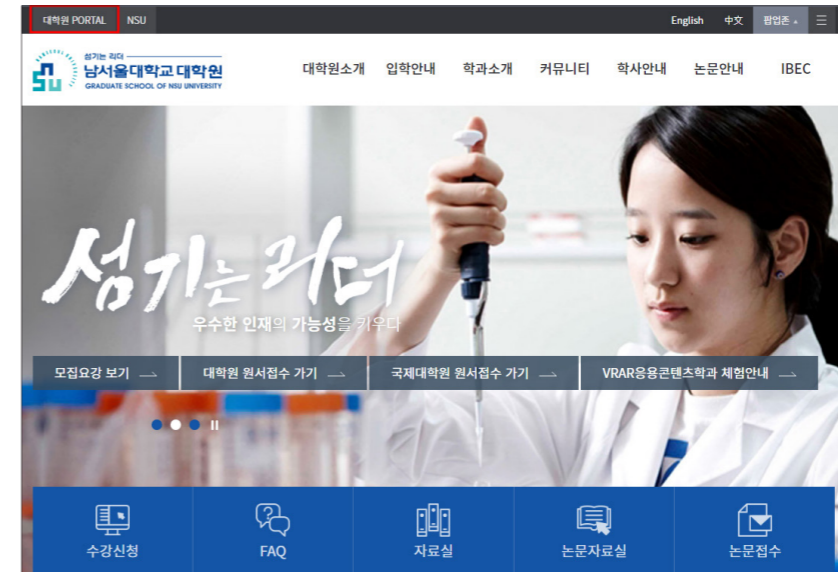 대학원 PORTAL NSU English 中文 팝업존
섬기는 리더
남서울대학교 대학원
GRADUATE SCHOOL OF NSU UNIVERSITY
대학원소개 입학안내 학과소개 커뮤니티 학사안내 논문안내 IBEC
섬기는 리더
우수한 인재의 가능성을 키우다
모집요강 보기 대학원 원서접수 가기 국제대학원 원서접수 가기 VRAR응용콘텐츠학과 체험안내
수강신청 FAQ 자료실 논문자료실 논문접수